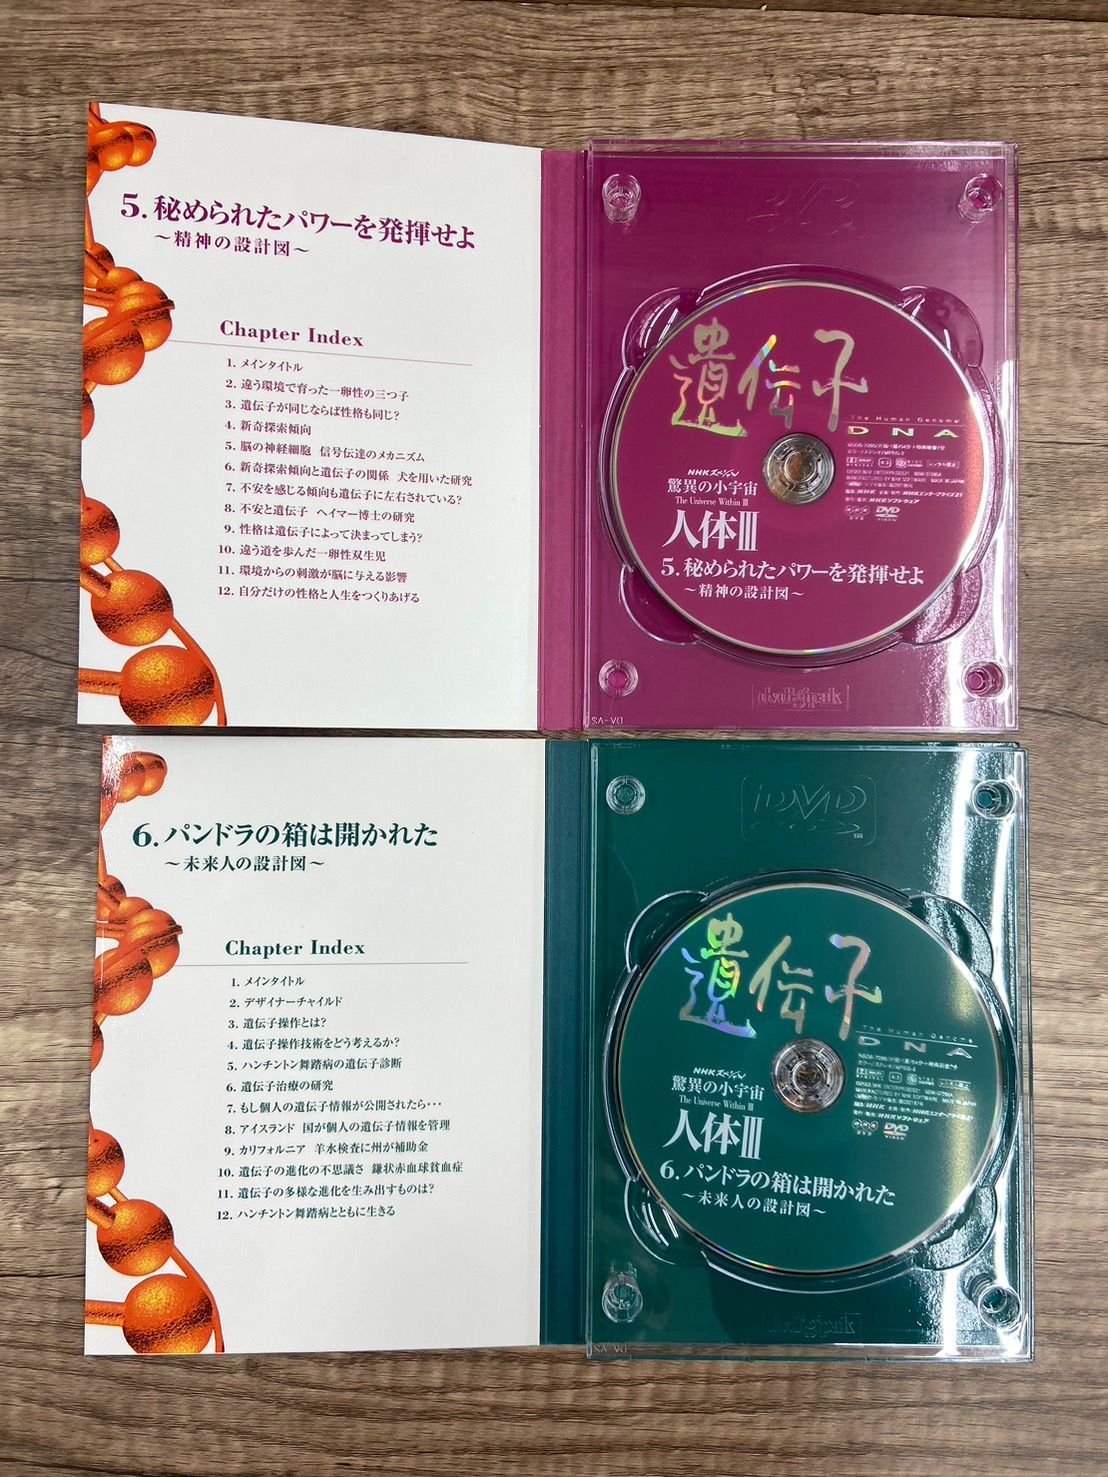 5. 秘められたパワーを発揮せよ
～精神の設計図～
Chapter Index
1. メインタイトル
2. 違う環境で育った一卵性の三つ子
3. 遺伝子が同じならば性格も同じ?
4. 新奇探索傾向
5. 脳の神経細胞 信号伝達のメカニズム
6. 新奇探索傾向と遺伝子の関係 犬を用いた研究
7. 不安を感じる傾向も遺伝子に左右されている?
8. 不安と遺伝子 ヘイマー博士の研究
9. 性格は遺伝子によって決まってしまう?
10. 違う道を歩んだ一卵性双生児
11. 環境からの刺激が脳に与える影響
12. 自分だけの性格と人生をつくりあげる
DVD
遺伝子
The Human Genome
DNA
NHKスペシャル
驚異の小宇宙
The Universe Within III
人体III
5. 秘められたパワーを発揮せよ
～精神の設計図～
NHKソフトウェア
DVD
VIDEO
dvdigipak
6. パンドラの箱は開かれた
～未来人の設計図～
Chapter Index
1. メインタイトル
2. デザイナーチャイルド
3. 遺伝子操作とは?
4. 遺伝子操作技術をどう考えるか?
5. ハンチントン舞踏病の遺伝子診断
6. 遺伝子治療の研究
7. もし個人の遺伝子情報が公開されたら･･･
8. アイスランド 国が個人の遺伝子情報を管理
9. カリフォルニア 羊水検査に州が補助金
10. 遺伝子の進化の不思議さ 鎌状赤血球貧血症
11. 遺伝子の多様な進化を生み出すものは?
12. ハンチントン舞踏病とともに生きる
DVD
遺伝子
The Human Genome
DNA
NHKスペシャル
驚異の小宇宙
The Universe Within III
人体III
6. パンドラの箱は開かれた
～未来人の設計図～
NHKソフトウェア
DVD
VIDEO
dvdigipak